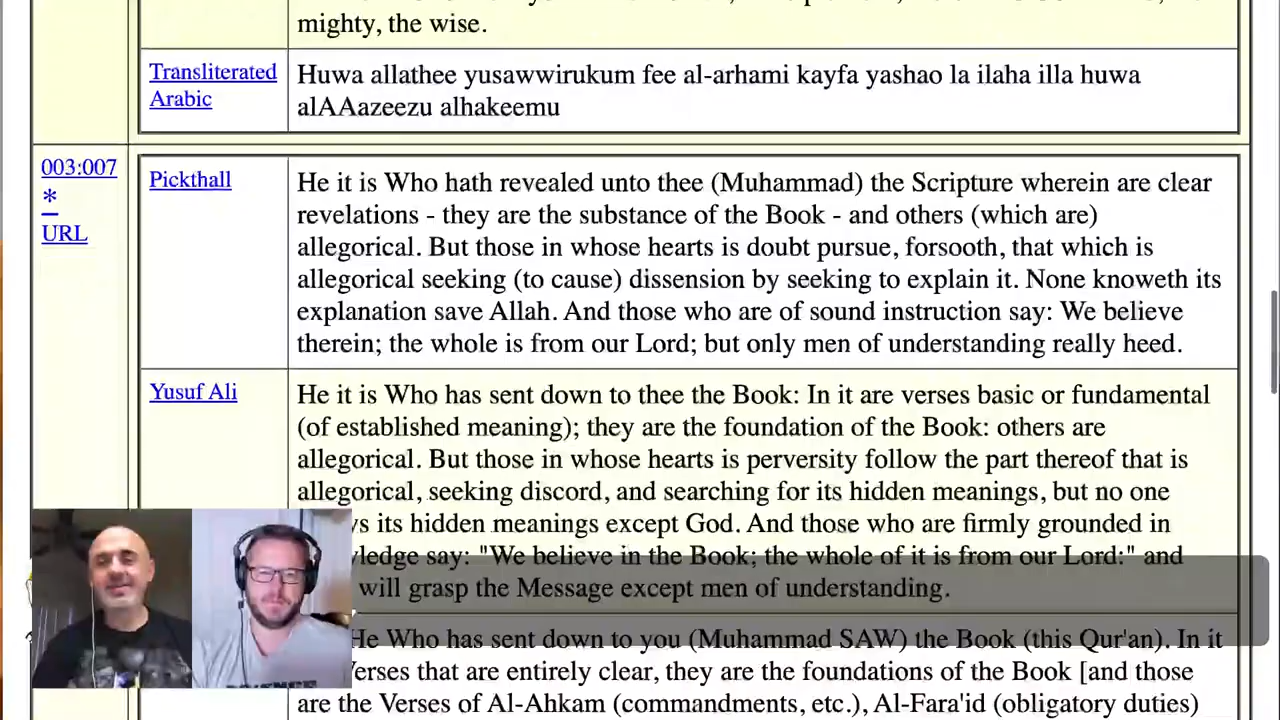 mighty, the wise.
Transliterated Arabic
Huwa allathee yusawwirukum fee al-arhami kayfa yashao la ilaha illa huwa
alAAazeezu alhakeemu
003:007
*
URL
Pickthall
He it is Who hath revealed unto thee (Muhammad) the Scripture wherein are clear
revelations - they are the substance of the Book - and others (which are)
allegorical. But those in whose hearts is doubt pursue, forsooth, that which is
allegorical seeking (to cause) dissension by seeking to explain it. None knoweth its
explanation save Allah. And those who are of sound instruction say: We believe
therein; the whole is from our Lord; but only men of understanding really heed.
Yusuf Ali
He it is Who has sent down to thee the Book: In it are verses basic or fundamental
(of established meaning); they are the foundation of the Book: others are
allegorical. But those in whose hearts is perversity follow the part thereof that is
allegorical, seeking discord, and searching for its hidden meanings, but no one
its hidden meanings except God. And those who are firmly grounded in
say: "We believe in the Book; the whole of it is from our Lord:" and
will grasp the Message except men of understanding.
He Who has sent down to you (Muhammad SAW) the Book (this Qur'an). In it
that are entirely clear, they are the foundations of the Book [and those
are the Verses of Al-Ahkam (commandments, etc.), Al-Fara'id (obligatory duties)